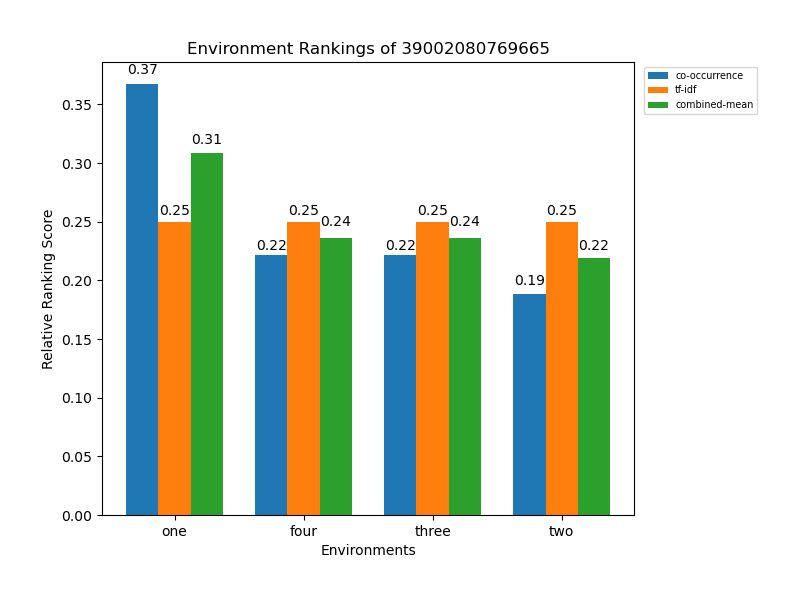 Environment Rankings of 39002080769665
co-occurrence
tf-idf
combined-mean
Relative Ranking Score
0.35
0.30
0.25
0.20
0.15
0.10
0.05
0.00
0.37 0.25 0.31
0.22 0.25 0.24
0.22 0.25 0.24
0.19 0.25 0.22
one four three two
Environments